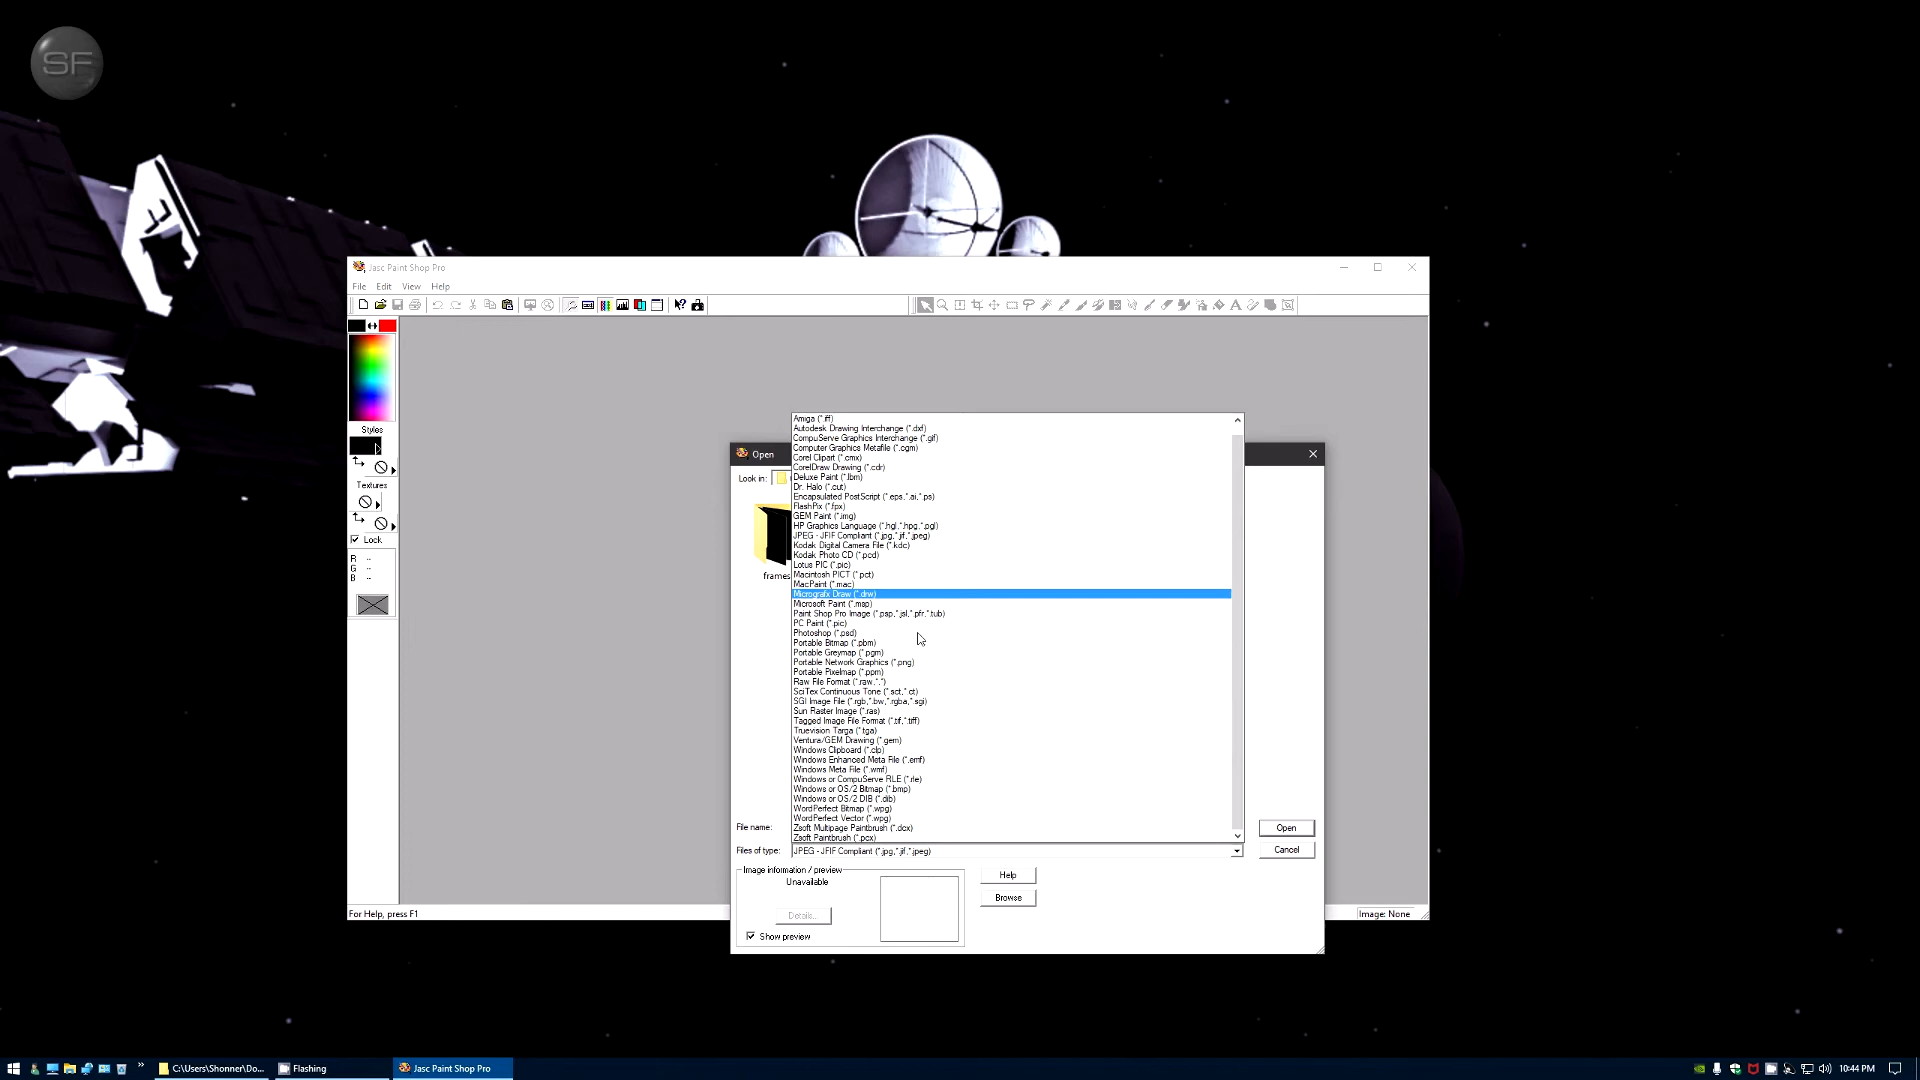 SF
Jasc Paint Shop Pro
File Edit View Help
Styles
Textures
Lock
R --
G --
B --
Open
Look in:
frames
Amiga (*.iff)
Autodesk Drawing Interchange (*.dxf)
CompuServe Graphics Interchange (*.gif)
Computer Graphics Metafile (*.cgm)
Corel Clipart (*.cmx)
CorelDraw Drawing (*.cdr)
Deluxe Paint (*.lbm)
Dr. Halo (*.cut)
Encapsulated PostScript (*.eps,*.ai,*.ps)
FlashPix (*.fpx)
GEM Paint (*.img)
HP Graphics Language (*.hgl,*.hpg,*.pgl)
JPEG - JFIF Compliant (*.jpg,*.jif,*.jpeg)
Kodak Digital Camera File (*.kdc)
Kodak Photo CD (*.pcd)
Lotus PIC (*.pic)
Macintosh PICT (*.pct)
MacPaint (*.mac)
Micrografx Draw (*.drw)
Microsoft Paint (*.msp)
Paint Shop Pro Image (*.psp,*.jsl,*.pfr,*.tub)
PC Paint (*.pic)
Photoshop (*.psd)
Portable Bitmap (*.pbm)
Portable Greymap (*.pgm)
Portable Network Graphics (*.png)
Portable Pixelmap (*.ppm)
Raw File Format (*.raw,*.*)
SciTex Continuous Tone (*.sct,*.ct)
SGI Image File (*.rgb,*.bw,*.rgba,*.sgi)
Sun Raster Image (*.ras)
Tagged Image File Format (*.tif,*.tiff)
Truevision Targa (*.tga)
Ventura/GEM Drawing (*.gem)
Windows Clipboard (*.clp)
Windows Enhanced Meta File (*.emf)
Windows Meta File (*.wmf)
Windows or CompuServe RLE (*.rle)
Windows or OS/2 Bitmap (*.bmp)
Windows or OS/2 DIB (*.dib)
WordPerfect Bitmap (*.wpg)
WordPerfect Vector (*.wpg)
Zsoft Multipage Paintbrush (*.dcx)
Zsoft Paintbrush (*.pcx)
File name:
Open
Files of type: JPEG - JFIF Compliant (*.jpg,*.jif,*.jpeg)
Cancel
Image information / preview
Unavailable
Details...
Show preview
Help
Browse
For Help, press F1
Image: None
C:\Users\Shonner\Do...
Flashing
Jasc Paint Shop Pro
10:44 PM